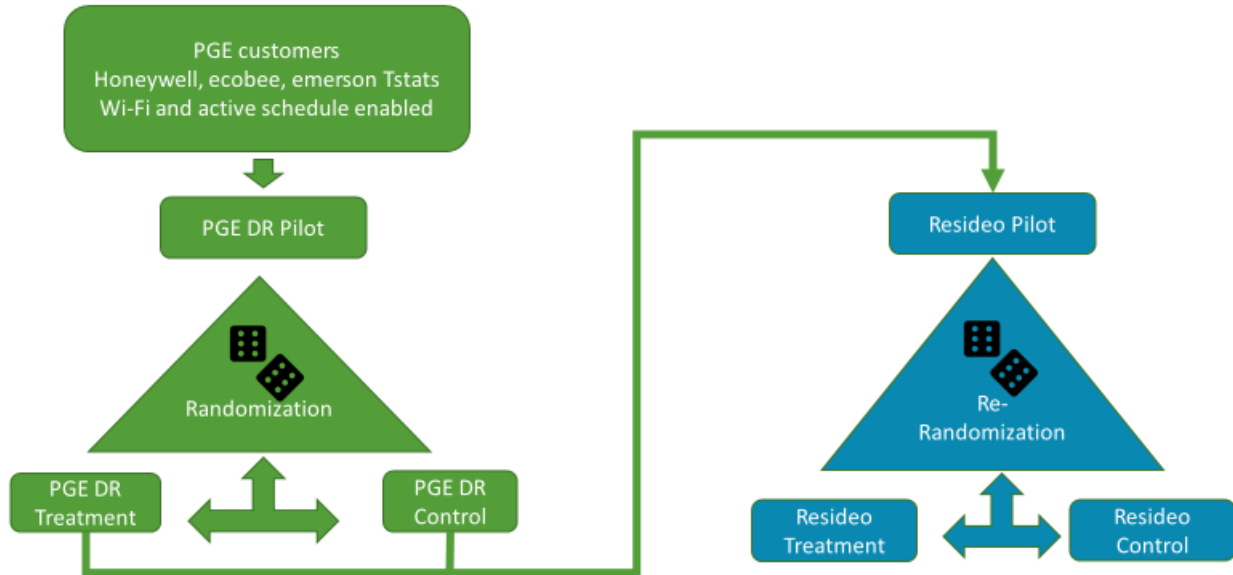 PGE customers
Honeywell, ecobee, emerson Tstats
Wi-Fi and active schedule enabled
PGE DR Pilot
Randomization
PGE DR
Treatment
PGE DR
Control
Resideo Pilot
Re-
Randomization
Resideo
Treatment
Resideo
Control